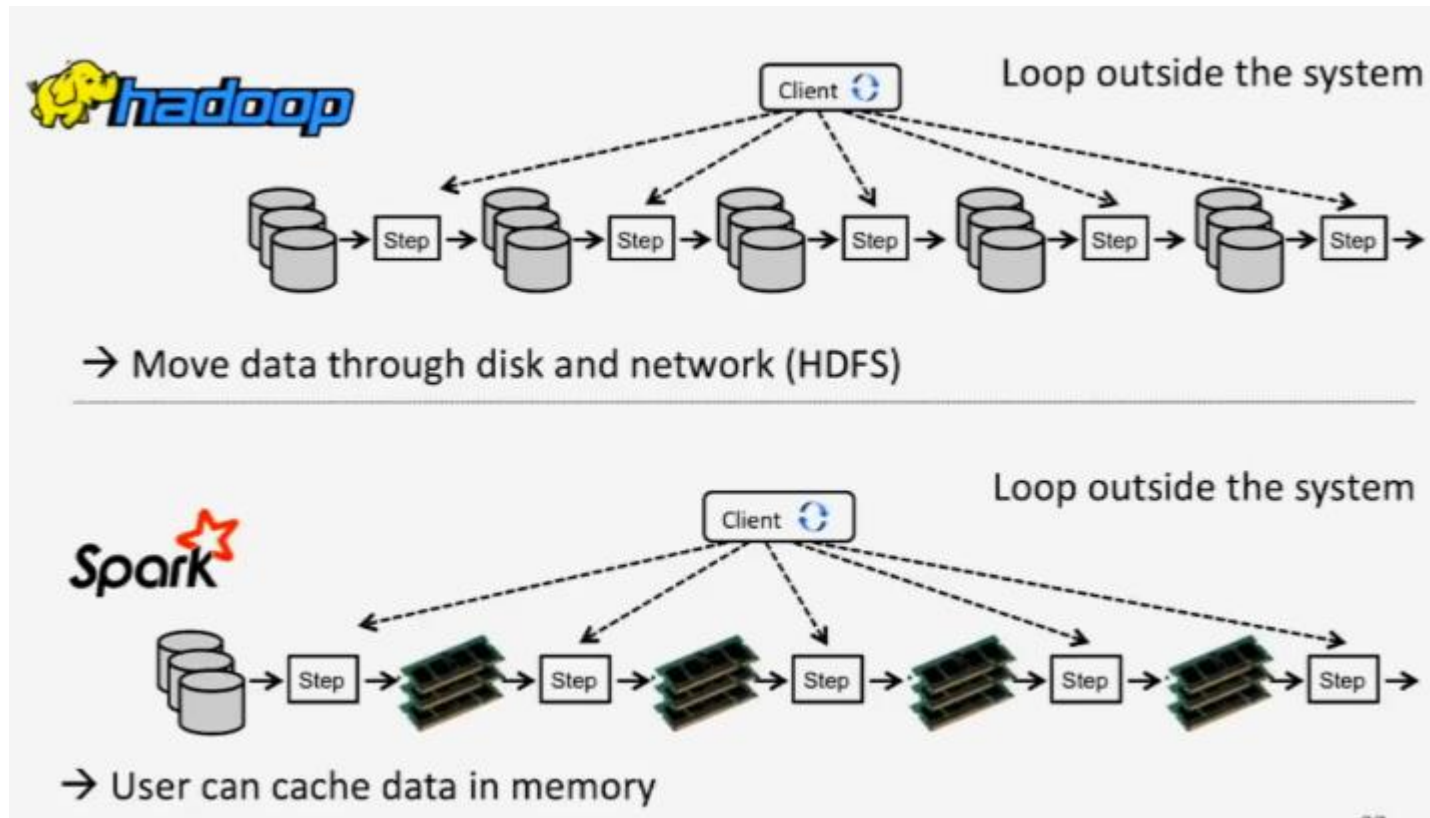 hadoop
Loop outside the system
Client
Step Step Step Step Step
→ Move data through disk and network (HDFS)
Loop outside the system
Client
Spark
Step Step Step Step Step
→ User can cache data in memory